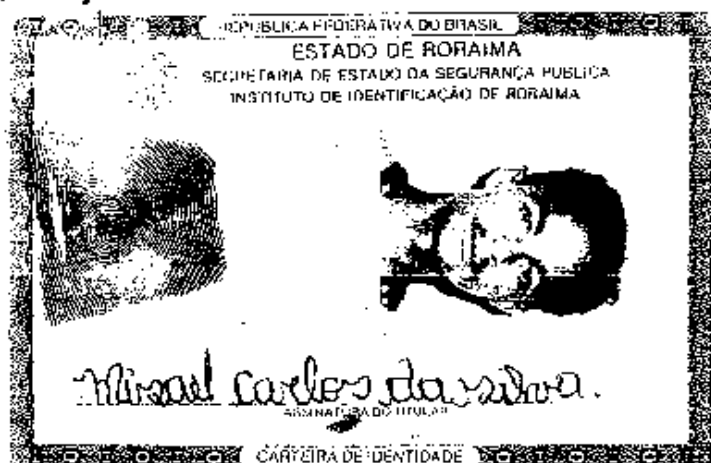 REPUBLICA FEDERATIVA DO BRASIL
ESTADO DE RORAIMA
SECRETARIA DE ESTADO DA SEGURANÇA PUBLICA
INSTITUTO DE IDENTIFICAÇÃO DE RORAIMA
Misael Carlos da Silva.
ASSINATURA DO TITULAR
CARTEIRA DE IDENTIDADE